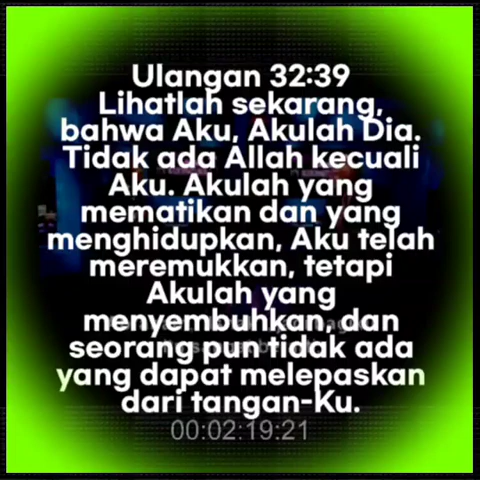 Ulangan 32:39
Lihatlah sekarang,
bahwa Aku, Akulah Dia.
Tidak ada Allah kecuali
Aku. Akulah yang
mematikan dan yang
menghidupkan, Aku telah
meremukkan, tetapi
Akulah yang
menyembuhkan, dan
seorang pun tidak ada
yang dapat melepaskan
dari tangan-Ku.
00:02:19:21